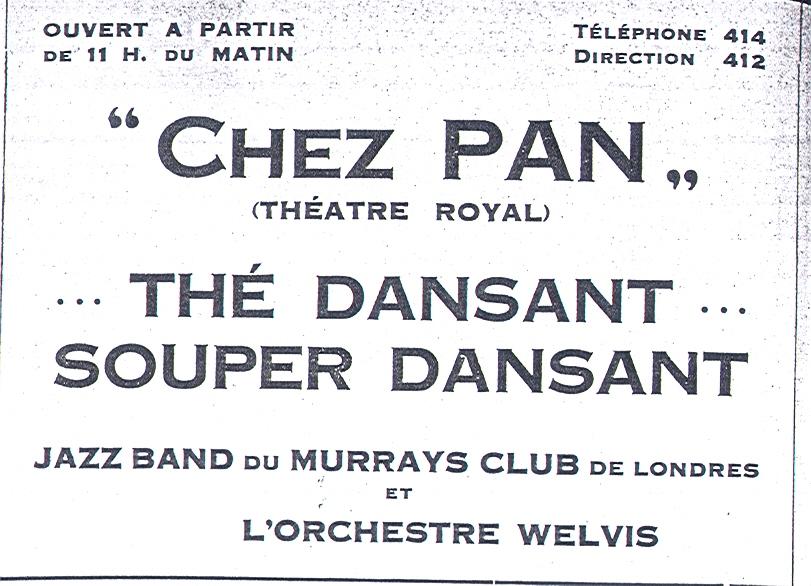 OUVERT A PARTIR
DE 11 H. DU MATIN
TÉLÉPHONE 414
DIRECTION 412
“CHEZ PAN„
(THÉATRE ROYAL)
... THÉ DANSANT ...
SOUPER DANSANT
JAZZ BAND DU MURRAYS CLUB DE LONDRES
ET
L'ORCHESTRE WELVIS